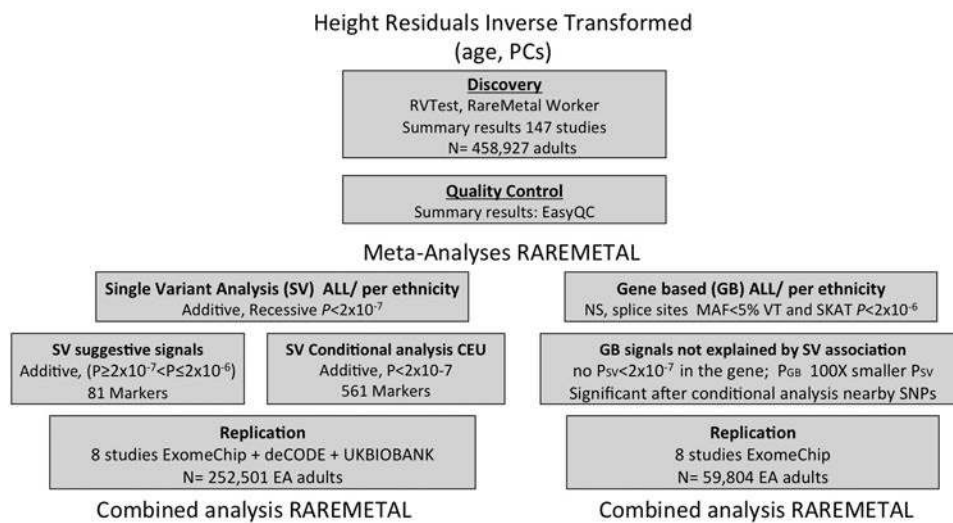 Height Residuals Inverse Transformed
(age, PCs)
Discovery
RVTest, RareMetal Worker
Summary results 147 studies
N= 458,927 adults
Quality Control
Summary results: EasyQC
Meta-Analyses RAREMETAL
Single Variant Analysis (SV) ALL/ per ethnicity
Additive, Recessive P<2x10⁻⁷
Gene based (GB) ALL/ per ethnicity
NS, splice sites MAF<5% VT and SKAT P<2x10⁻⁶
SV suggestive signals
Additive, (P≥2x10⁻⁷<P≤2x10⁻⁶)
81 Markers
SV Conditional analysis CEU
Additive, P<2x10-7
561 Markers
GB signals not explained by SV association
no Psv<2x10⁻⁷ in the gene; PGB 100X smaller Psv
Significant after conditional analysis nearby SNPs
Replication
8 studies ExomeChip + deCODE + UKBIOBANK
N= 252,501 EA adults
Replication
8 studies ExomeChip
N= 59,804 EA adults
Combined analysis RAREMETAL
Combined analysis RAREMETAL